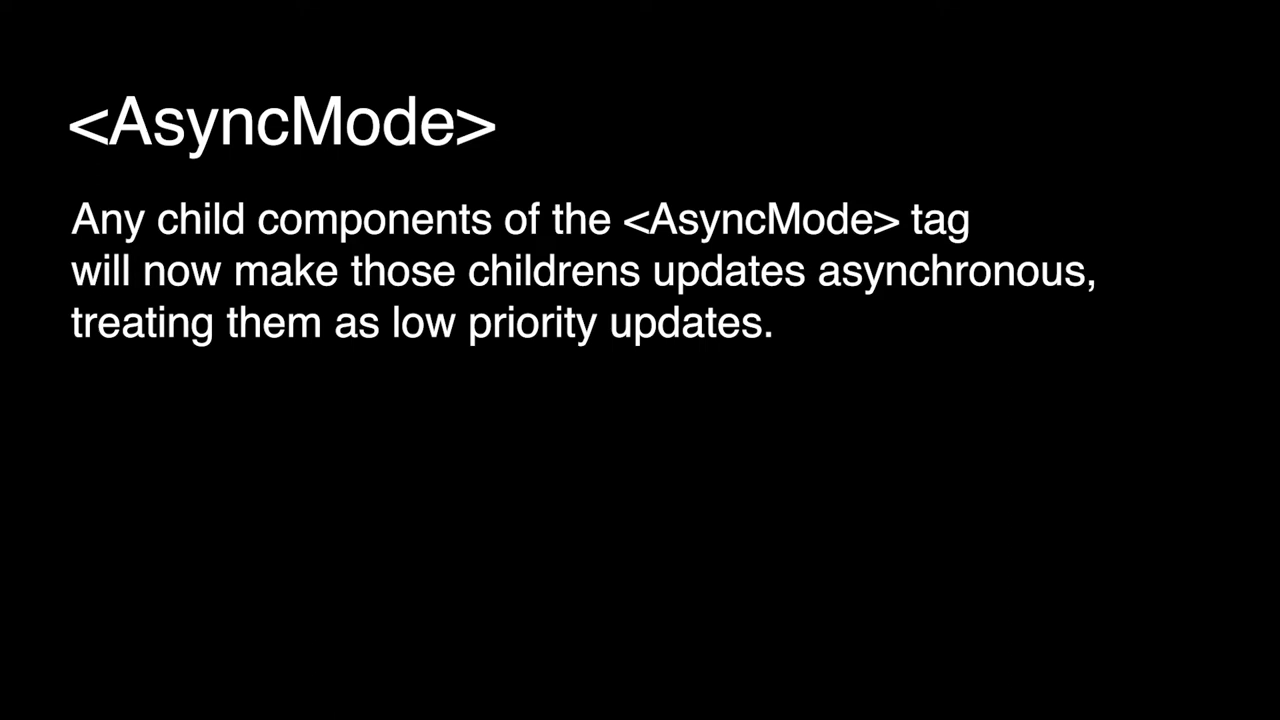 <AsyncMode>
Any child components of the <AsyncMode> tag
will now make those childrens updates asynchronous,
treating them as low priority updates.